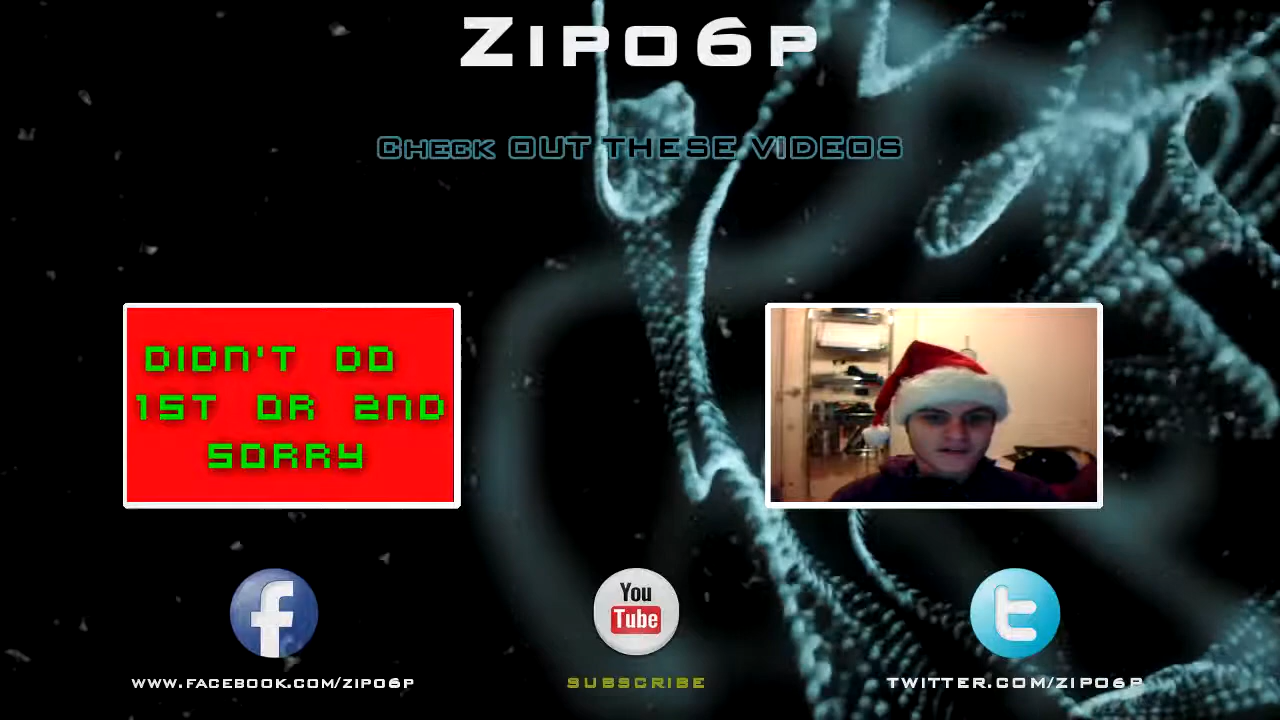 Zipo6p
Check OUT THESE VIDEOS
DIDN'T DO
1ST OR 2ND
SORRY
You
Tube
WWW.FACEBOOK.COM/ZIPO6P
SUBSCRIBE
TWITTER.COM/ZIPO6P